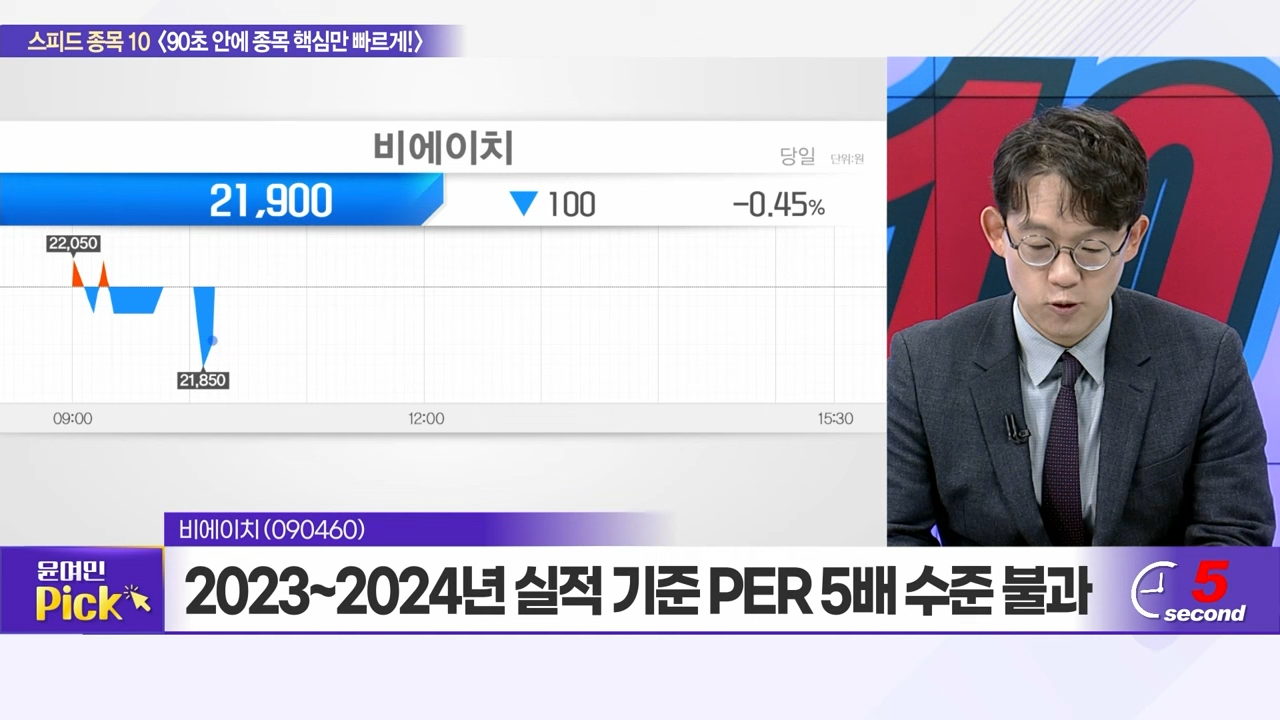 스피드 종목 10 〈90초 안에 종목 핵심만 빠르게!〉
비에이치
당일 단위:원
21,900 ▼ 100 -0.45%
22,050
21,850
09:00 12:00 15:30
비에이치(090460)
윤여민
Pick
2023~2024년 실적 기준 PER 5배 수준 불과
5
second
10